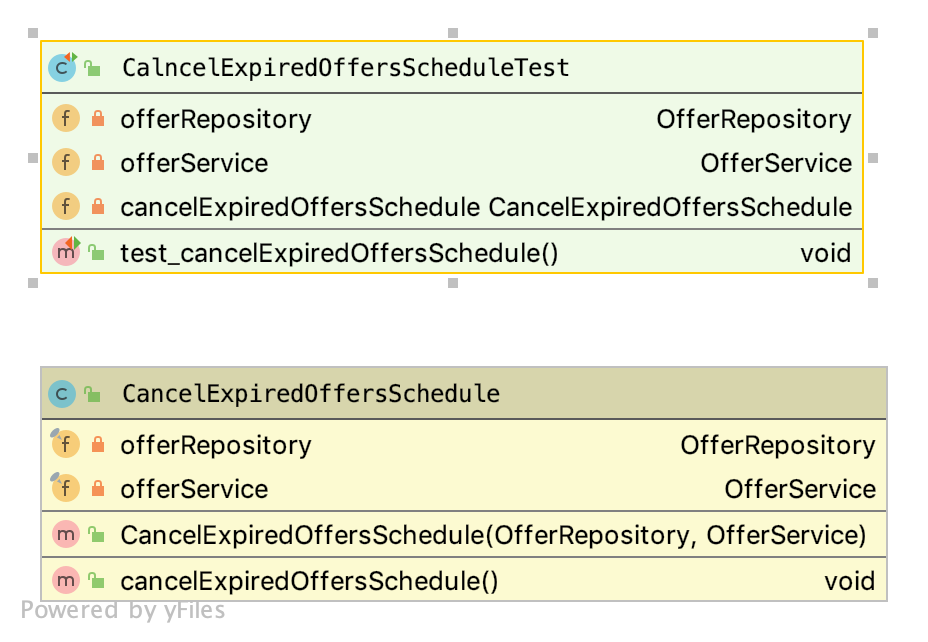 CalncelExpiredOffersScheduleTest
offerRepository OfferRepository
offerService OfferService
cancelExpiredOffersSchedule CancelExpiredOffersSchedule
test_cancelExpiredOffersSchedule() void
CancelExpiredOffersSchedule
offerRepository OfferRepository
offerService OfferService
CancelExpiredOffersSchedule(OfferRepository, OfferService)
cancelExpiredOffersSchedule() void
Powered by yFiles